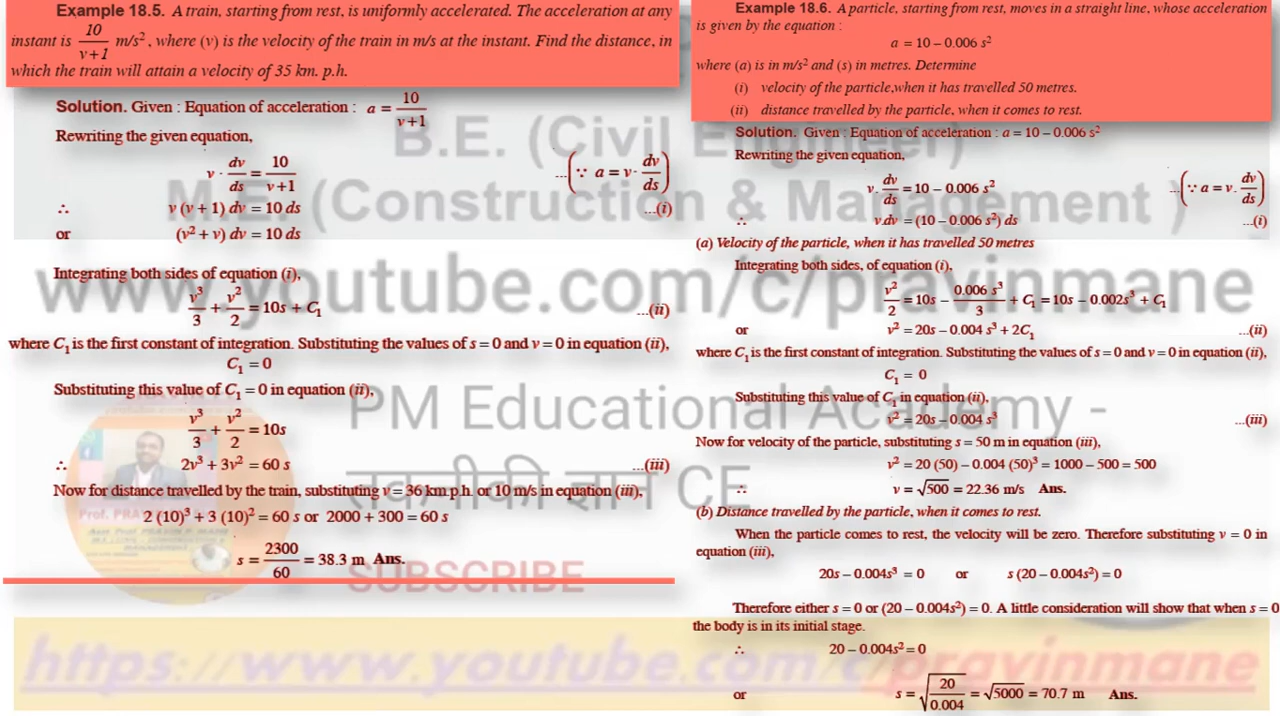 Example 18.5. A train, starting from rest, is uniformly accelerated. The acceleration at any
instant is 10/(v+1) m/s², where (v) is the velocity of the train in m/s at the instant. Find the distance, in
which the train will attain a velocity of 35 km. p.h.
Solution. Given : Equation of acceleration : a = 10/(v+1)
Rewriting the given equation,
v · dv/ds = 10/(v+1) ...(∵ a = v· dv/ds)
∴ v (v + 1) dv = 10 ds ...(i)
or (v² + v) dv = 10 ds
Integrating both sides of equation (i),
v³/3 + v²/2 = 10s + C₁ ...(ii)
where C₁ is the first constant of integration. Substituting the values of s = 0 and v = 0 in equation (ii),
C₁ = 0
Substituting this value of C₁ = 0 in equation (ii),
v³/3 + v²/2 = 10s
∴ 2v³ + 3v² = 60 s ...(iii)
Now for distance travelled by the train, substituting v = 36 km.p.h. or 10 m/s in equation (iii),
2 (10)³ + 3 (10)² = 60 s or 2000 + 300 = 60 s
s = 2300/60 = 38.3 m Ans.
Example 18.6. A particle, starting from rest, moves in a straight line, whose acceleration
is given by the equation :
a = 10 – 0.006 s²
where (a) is in m/s² and (s) in metres. Determine
(i) velocity of the particle,when it has travelled 50 metres.
(ii) distance travelled by the particle, when it comes to rest.
Solution. Given : Equation of acceleration : a = 10 – 0.006 s²
Rewriting the given equation,
v. dv/ds = 10 – 0.006 s² ...(∵ a = v. dv/ds)
∴ v.dv = (10 – 0.006 s²) ds ...(i)
(a) Velocity of the particle, when it has travelled 50 metres
Integrating both sides, of equation (i),
v²/2 = 10s – 0.006 s³/3 + C₁ = 10s – 0.002s³ + C₁
or v² = 20s – 0.004 s³ + 2C₁ ...(ii)
where C₁ is the first constant of integration. Substituting the values of s = 0 and v = 0 in equation (ii),
C₁ = 0
Substituting this value of C₁ in equation (ii),
v² = 20s – 0.004 s³ ...(iii)
Now for velocity of the particle, substituting s = 50 m in equation (iii),
v² = 20 (50) – 0.004 (50)³ = 1000 – 500 = 500
∴ v = √500 = 22.36 m/s Ans.
(b) Distance travelled by the particle, when it comes to rest.
When the particle comes to rest, the velocity will be zero. Therefore substituting v = 0 in
equation (iii),
20s – 0.004s³ = 0 or s (20 – 0.004s²) = 0
Therefore either s = 0 or (20 – 0.004s²) = 0. A little consideration will show that when s = 0
the body is in its initial stage.
∴ 20 – 0.004s² = 0
or s = √(20/0.004) = √5000 = 70.7 m Ans.
B.E. (Civil Engineer)
M.E. (Construction & Management )
www.youtube.com/c/pravinmane
PM Educational Academy -
तकनीकी ज्ञान CE
SUBSCRIBE
https://www.youtube.com/c/pravinmane